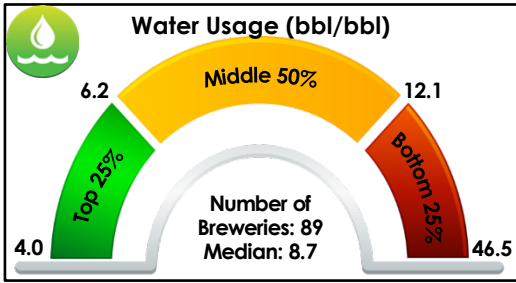 Water Usage (bbl/bbl)
Middle 50%
6.2
12.1
Top 25%
Bottom 25%
Number of
Breweries: 89
Median: 8.7
4.0
46.5